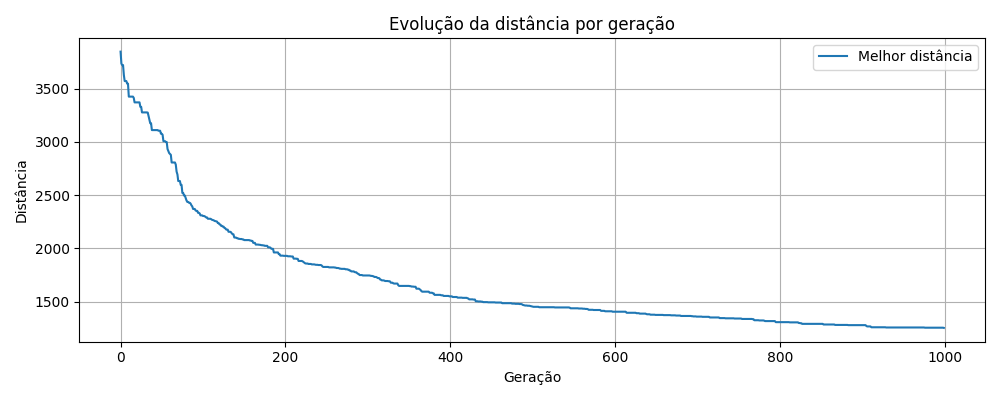 Evolução da distância por geração
Melhor distância
3500
3000
2500
2000
1500
Distância
0 200 400 600 800 1000
Geração